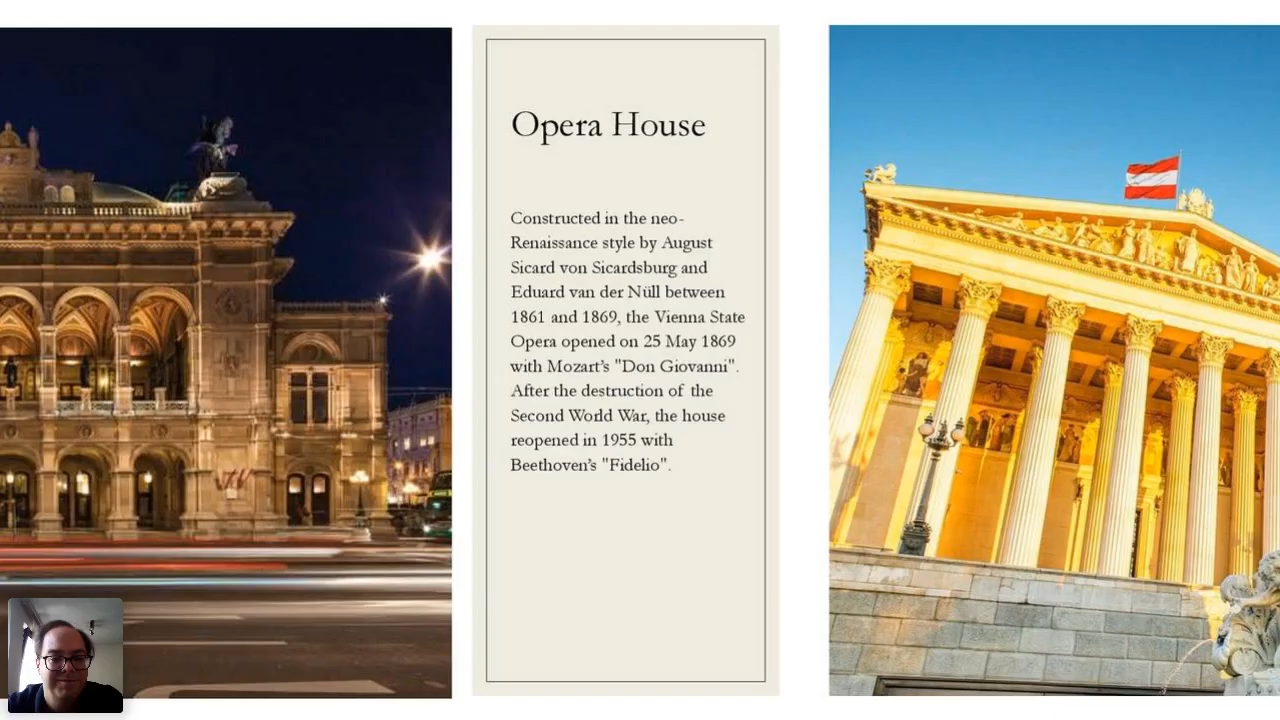 Opera House
Constructed in the neo-
Renaissance style by August
Sicard von Sicardsburg and
Eduard van der Nüll between
1861 and 1869, the Vienna State
Opera opened on 25 May 1869
with Mozart's "Don Giovanni".
After the destruction of the
Second World War, the house
reopened in 1955 with
Beethoven's "Fidelio".